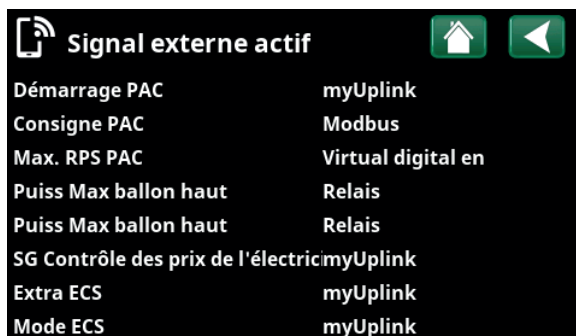 Signal externe actif
Démarrage PAC myUplink
Consigne PAC Modbus
Max. RPS PAC Virtual digital en
Puiss Max ballon haut Relais
Puiss Max ballon haut Relais
SG Contrôle des prix de l'électrici myUplink
Extra ECS myUplink
Mode ECS myUplink